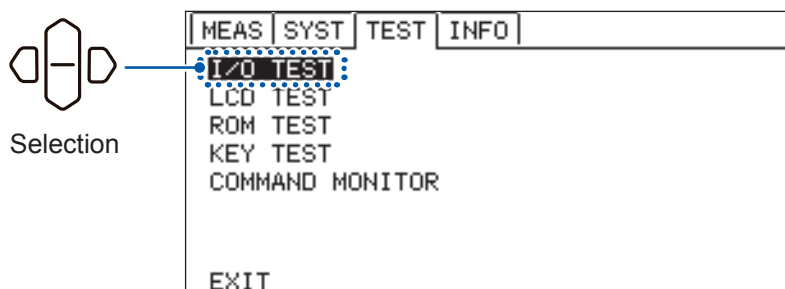 MEAS SYST TEST INFO
I/O TEST
LCD TEST
ROM TEST
KEY TEST
COMMAND MONITOR
EXIT
Selection